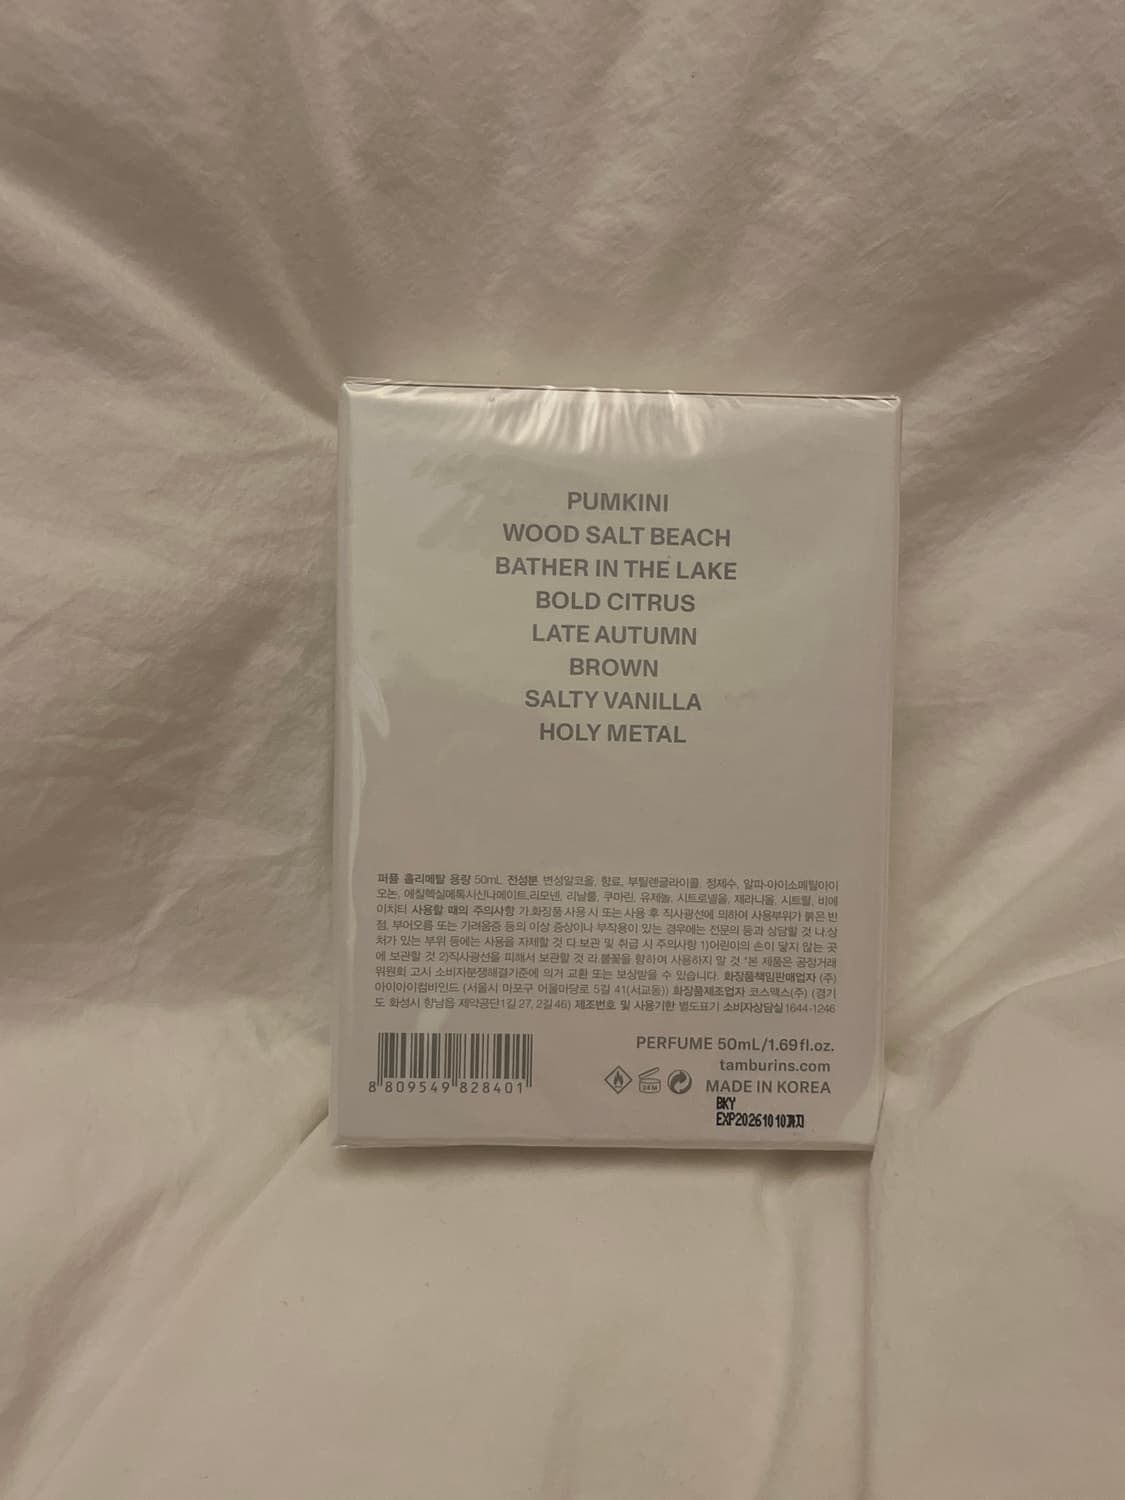 PUMKINI
WOOD SALT BEACH
BATHER IN THE LAKE
BOLD CITRUS
LATE AUTUMN
BROWN
SALTY VANILLA
HOLY METAL
퍼퓸 홀리메탈 용량 50mL 전성분 변성알코올, 향료, 부틸렌글라이콜, 정제수, 알파-아이소메틸아이
오논, 에칠헥실메톡시신나메이트,리모넨, 리날룰, 쿠마린, 유제놀, 시트로넬올, 제라니올, 시트랄, 비에
이치티 사용할 때의 주의사항 가.화장품 사용 시 또는 사용 후 직사광선에 의하여 사용부위가 붉은 반
점, 부어오름 또는 가려움증 등의 이상 증상이나 부작용이 있는 경우에는 전문의 등과 상담할 것 나.상
처가 있는 부위 등에는 사용을 자제할 것 다.보관 및 취급 시 주의사항 1)어린이의 손이 닿지 않는 곳
에 보관할 것 2)직사광선을 피해서 보관할 것 라.불꽃을 향하여 사용하지 말 것 *본 제품은 공정거래
위원회 고시 소비자분쟁해결기준에 의거 교환 또는 보상받을 수 있습니다. 화장품책임판매업자 (주)
아이아이컴바인드 (서울시 마포구 어울마당로 5길 41(서교동)) 화장품제조업자 코스맥스(주) (경기
도 화성시 향남읍 제약공단1길 27, 2길 46) 제조번호 및 사용기한 별도표기 소비자상담실 1644-1246
8 809549 828401
PERFUME 50mL/1.69fl.oz.
tamburins.com
24M
MADE IN KOREA
BKY
EXP20261010까지